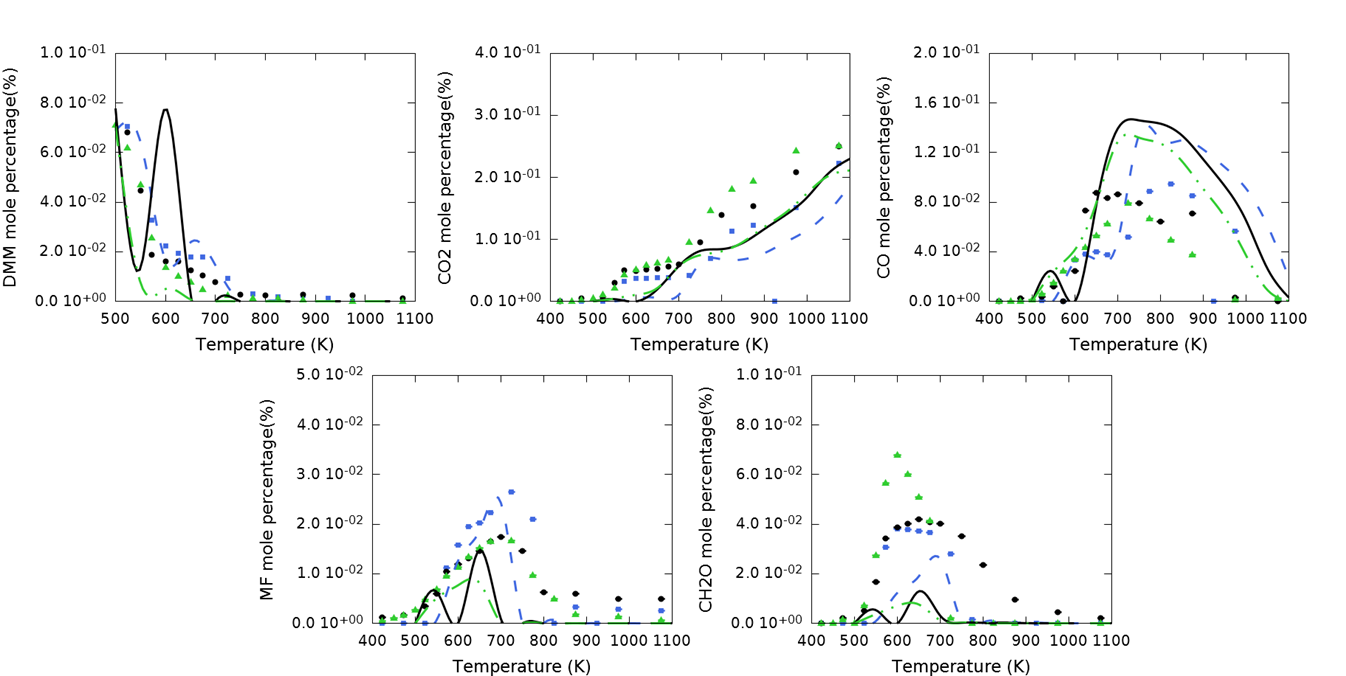 DMM mole percentage(%)
1.0 10⁻⁰¹
8.0 10⁻⁰²
6.0 10⁻⁰²
4.0 10⁻⁰²
2.0 10⁻⁰²
0.0 10⁺⁰⁰
500 600 700 800 900 1000 1100
Temperature (K)
CO2 mole percentage(%)
4.0 10⁻⁰¹
3.0 10⁻⁰¹
2.0 10⁻⁰¹
1.0 10⁻⁰¹
0.0 10⁺⁰⁰
400 500 600 700 800 900 1000 1100
Temperature (K)
CO mole percentage(%)
2.0 10⁻⁰¹
1.6 10⁻⁰¹
1.2 10⁻⁰¹
8.0 10⁻⁰²
4.0 10⁻⁰²
0.0 10⁺⁰⁰
400 500 600 700 800 900 1000 1100
Temperature (K)
MF mole percentage(%)
5.0 10⁻⁰²
4.0 10⁻⁰²
3.0 10⁻⁰²
2.0 10⁻⁰²
1.0 10⁻⁰²
0.0 10⁺⁰⁰
400 500 600 700 800 900 1000 1100
Temperature (K)
CH2O mole percentage(%)
1.0 10⁻⁰¹
8.0 10⁻⁰²
6.0 10⁻⁰²
4.0 10⁻⁰²
2.0 10⁻⁰²
0.0 10⁺⁰⁰
400 500 600 700 800 900 1000 1100
Temperature (K)